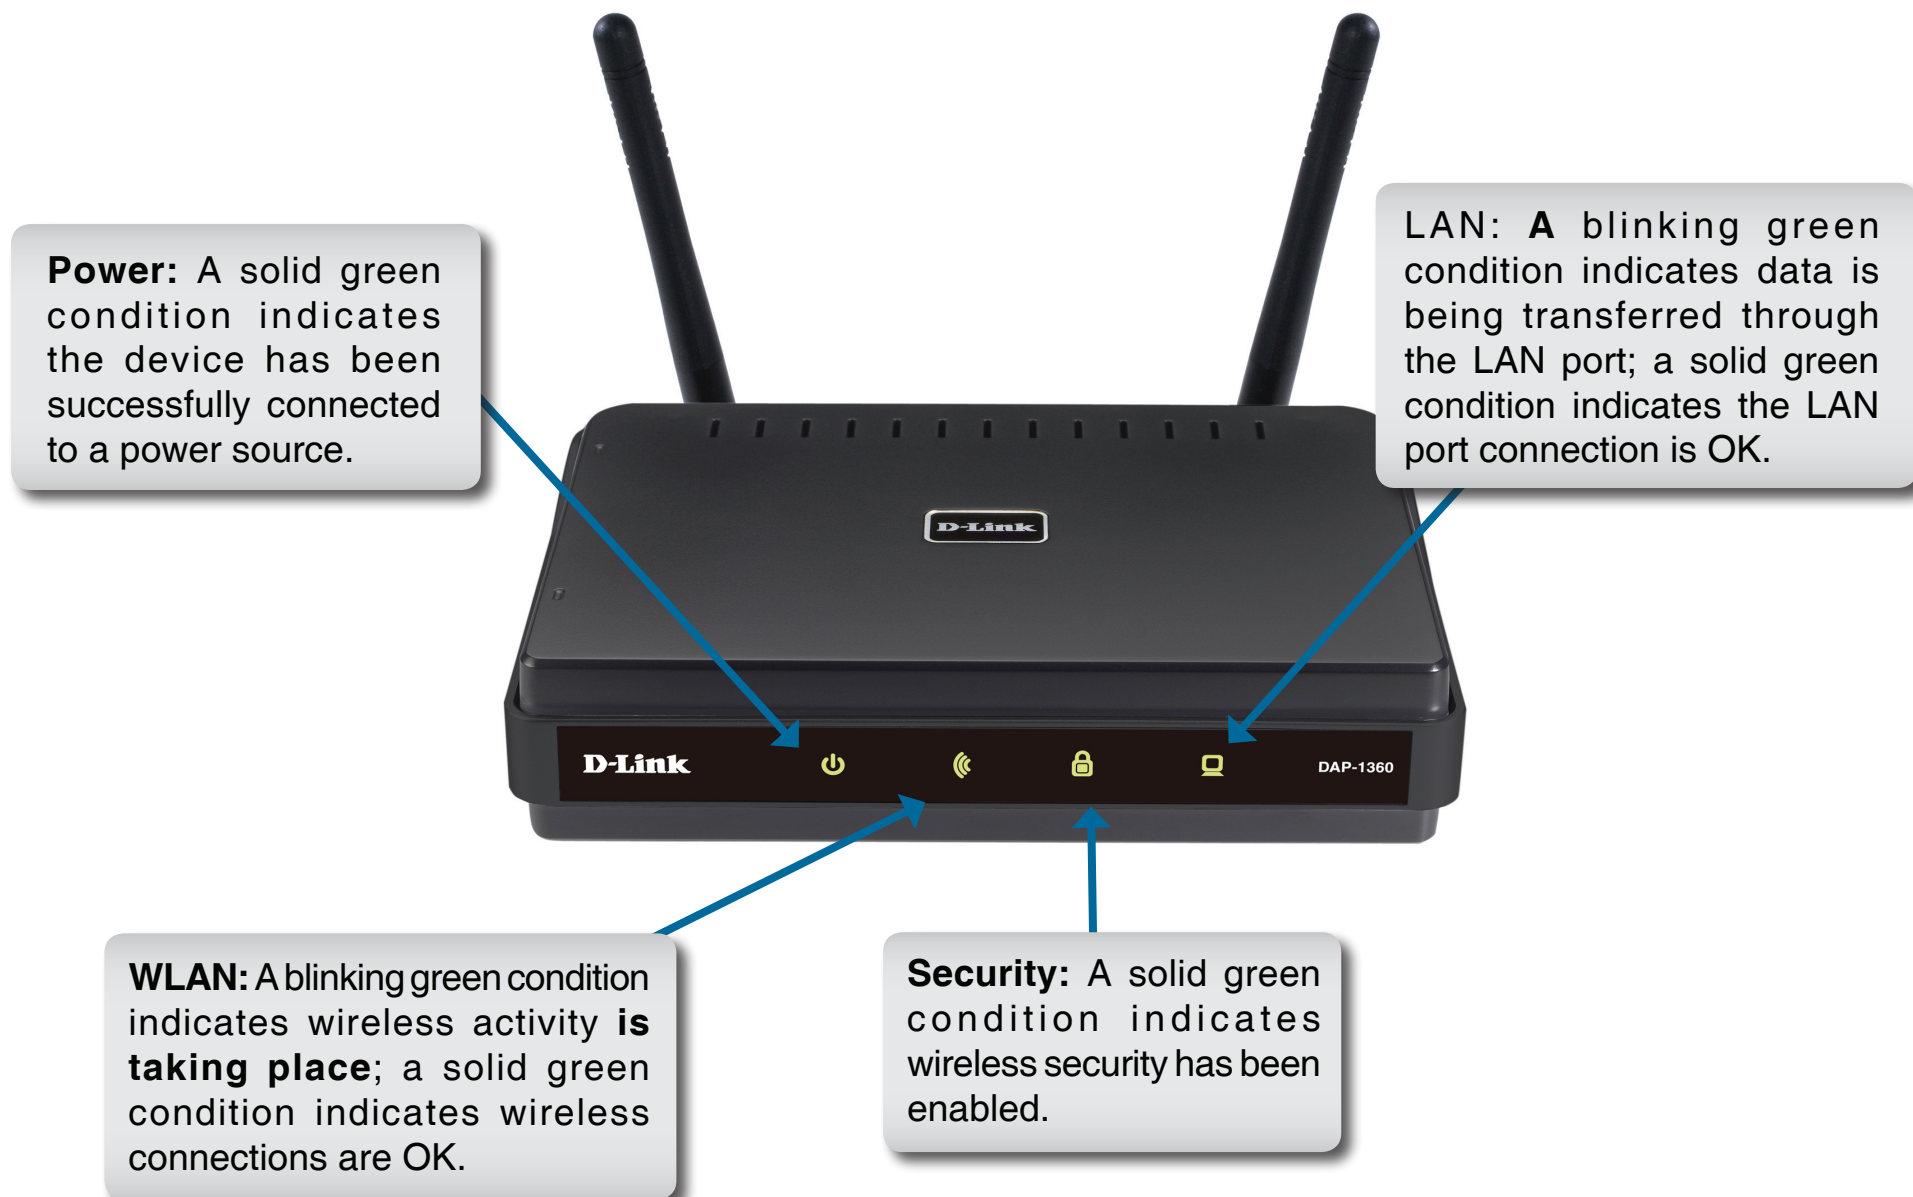 Power: A solid green
condition indicates
the device has been
successfully connected
to a power source.
LAN: A blinking green
condition indicates data is
being transferred through
the LAN port; a solid green
condition indicates the LAN
port connection is OK.
D-Link
D-Link
DAP-1360
WLAN: A blinking green condition
indicates wireless activity is
taking place; a solid green
condition indicates wireless
connections are OK.
Security: A solid green
condition indicates
wireless security has been
enabled.